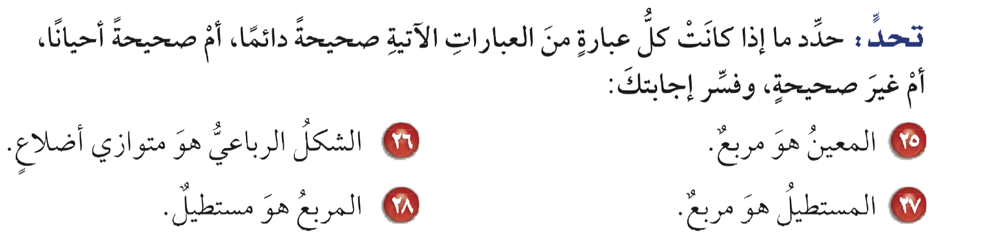 تحدٍّ: حدِّد ما إذا كانَتْ كلُّ عبارةٍ منَ العباراتِ الآتيةِ صحيحةً دائمًا، أمْ صحيحةً أحيانًا،
أمْ غيرَ صحيحةٍ، وفسِّر إجابتكَ:
٢٥ المعينُ هوَ مربعٌ. ٢٦ الشكلُ الرباعيُّ هوَ متوازي أضلاعٍ.
٢٧ المستطيلُ هوَ مربعٌ. ٢٨ المربعُ هوَ مستطيلٌ.